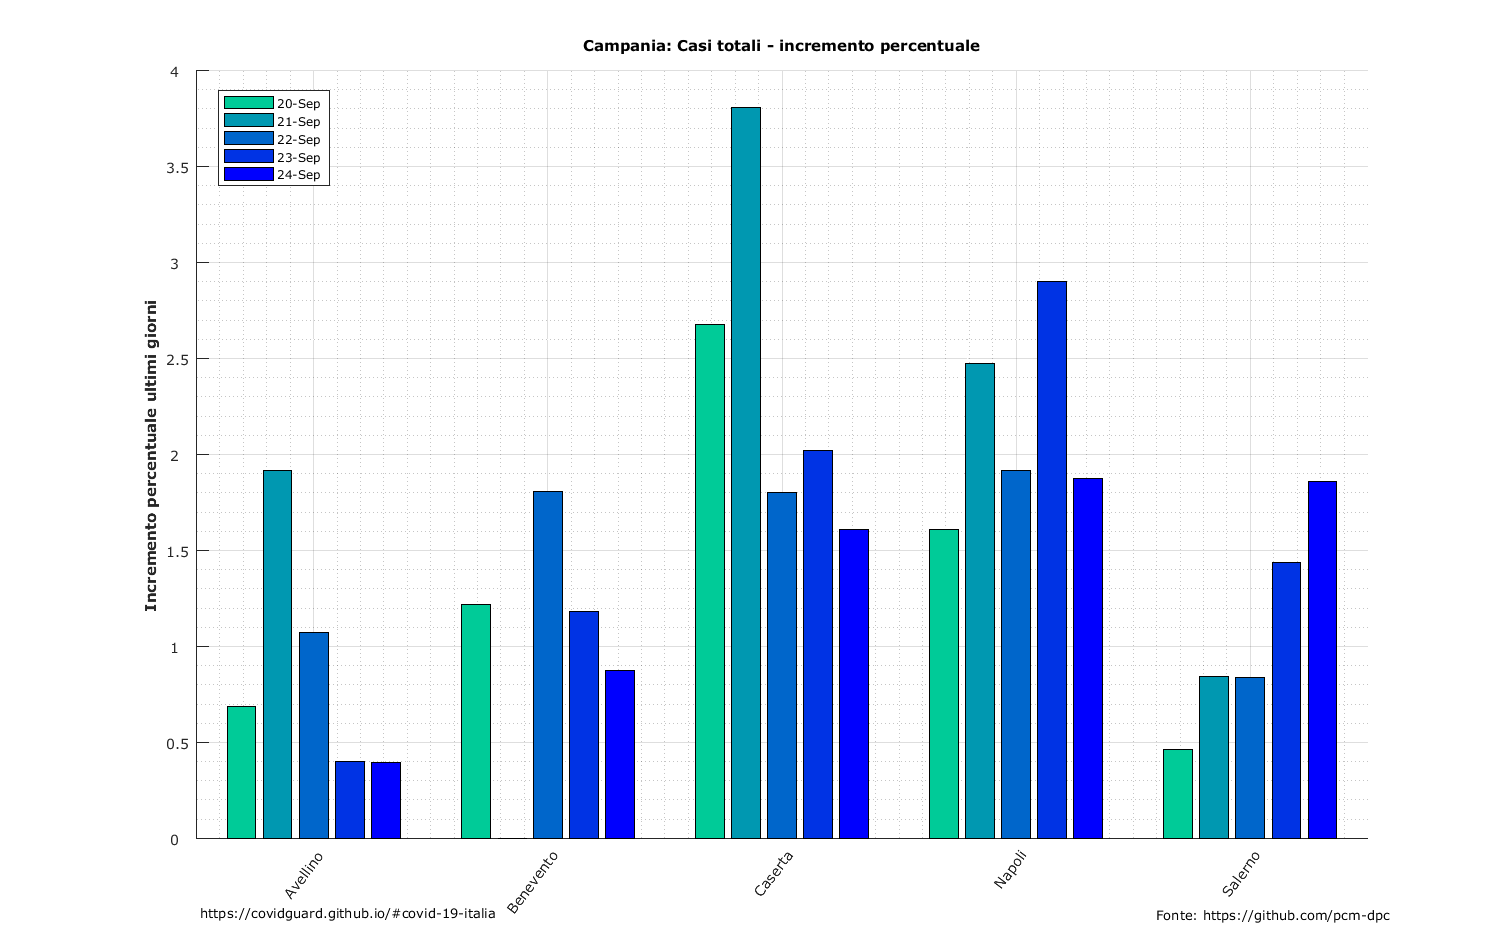 Campania: Casi totali - incremento percentuale
Incremento percentuale ultimi giorni
4
3.5
3
2.5
2
1.5
1
0.5
0
20-Sep
21-Sep
22-Sep
23-Sep
24-Sep
Avellino
Benevento
Caserta
Napoli
Salerno
https://covidguard.github.io/#covid-19-italia
Fonte: https://github.com/pcm-dpc